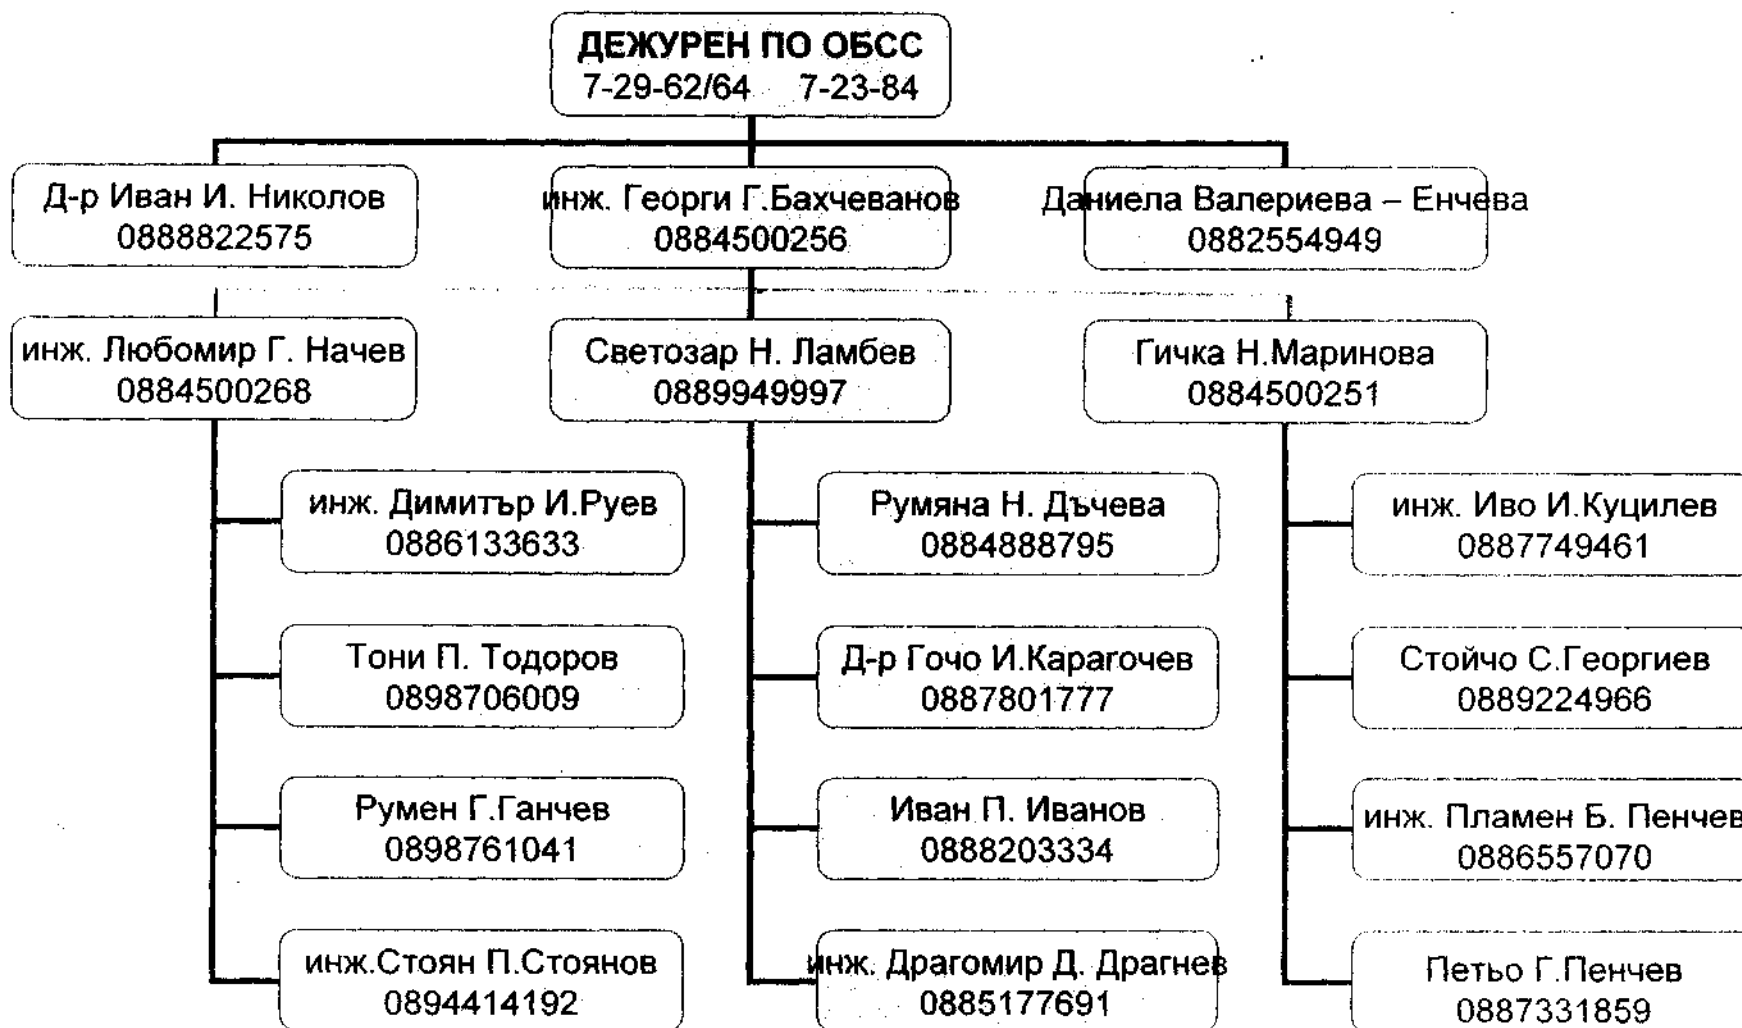 ДЕЖУРЕН ПО ОБСС
7-29-62/64 7-23-84
Д-р Иван И. Николов
0888822575
инж. Георги Г.Бахчеванов
0884500256
Даниела Валериева – Енчева
0882554949
инж. Любомир Г. Начев
0884500268
Светозар Н. Ламбев
0889949997
Гичка Н.Маринова
0884500251
инж. Димитър И.Руев
0886133633
Румяна Н. Дъчева
0884888795
инж. Иво И.Куцилев
0887749461
Тони П. Тодоров
0898706009
Д-р Гочо И.Карагочев
0887801777
Стойчо С.Георгиев
0889224966
Румен Г.Ганчев
0898761041
Иван П. Иванов
0888203334
инж. Пламен Б. Пенчев
0886557070
инж.Стоян П.Стоянов
0894414192
инж. Драгомир Д. Драгнев
0885177691
Петьо Г.Пенчев
0887331859